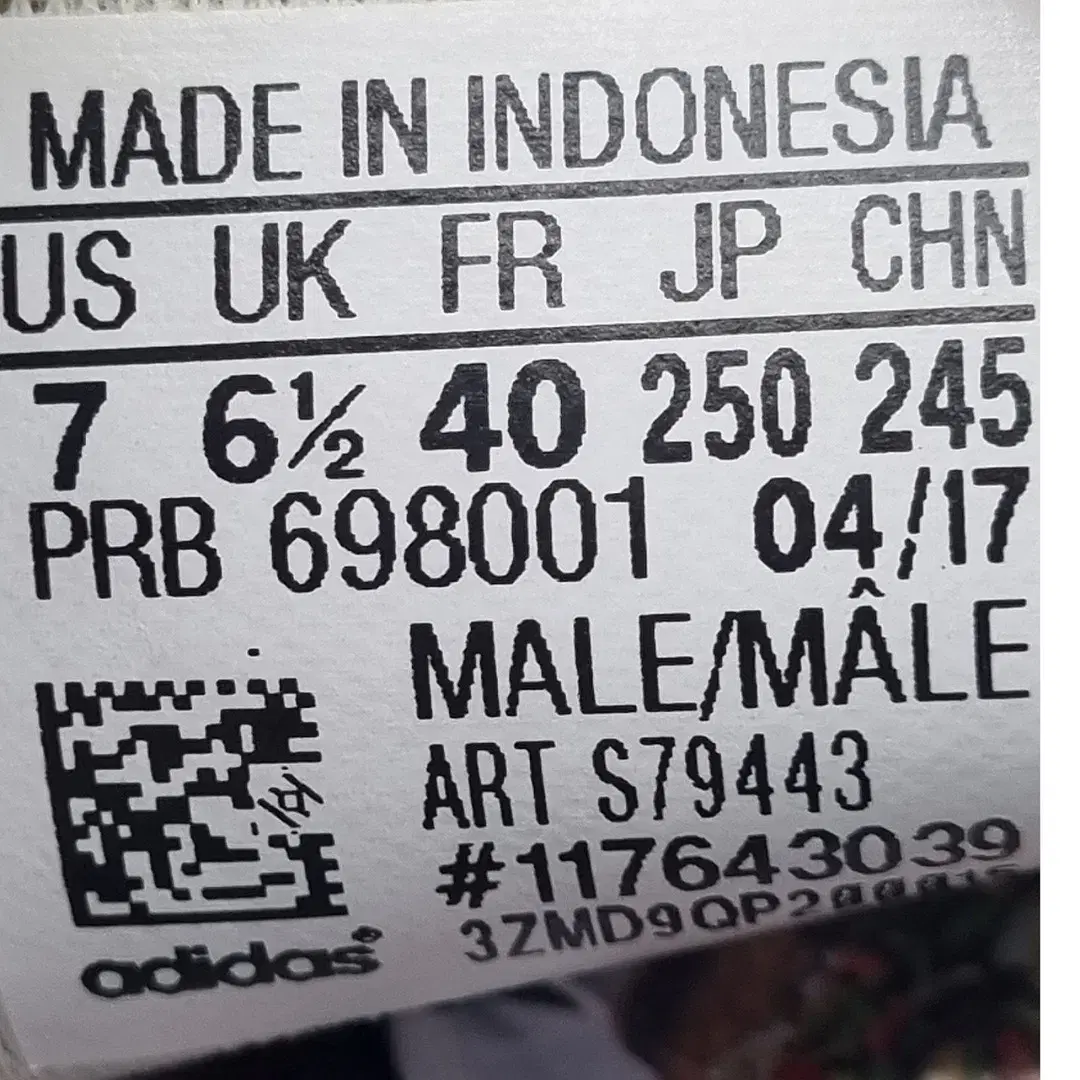 MADE IN INDONESIA
US UK FR JP CHN
7 6½ 40 250 245
PRB 698001 04/17
MALE/MÂLE
ART S79443
#1176443039
adidas®